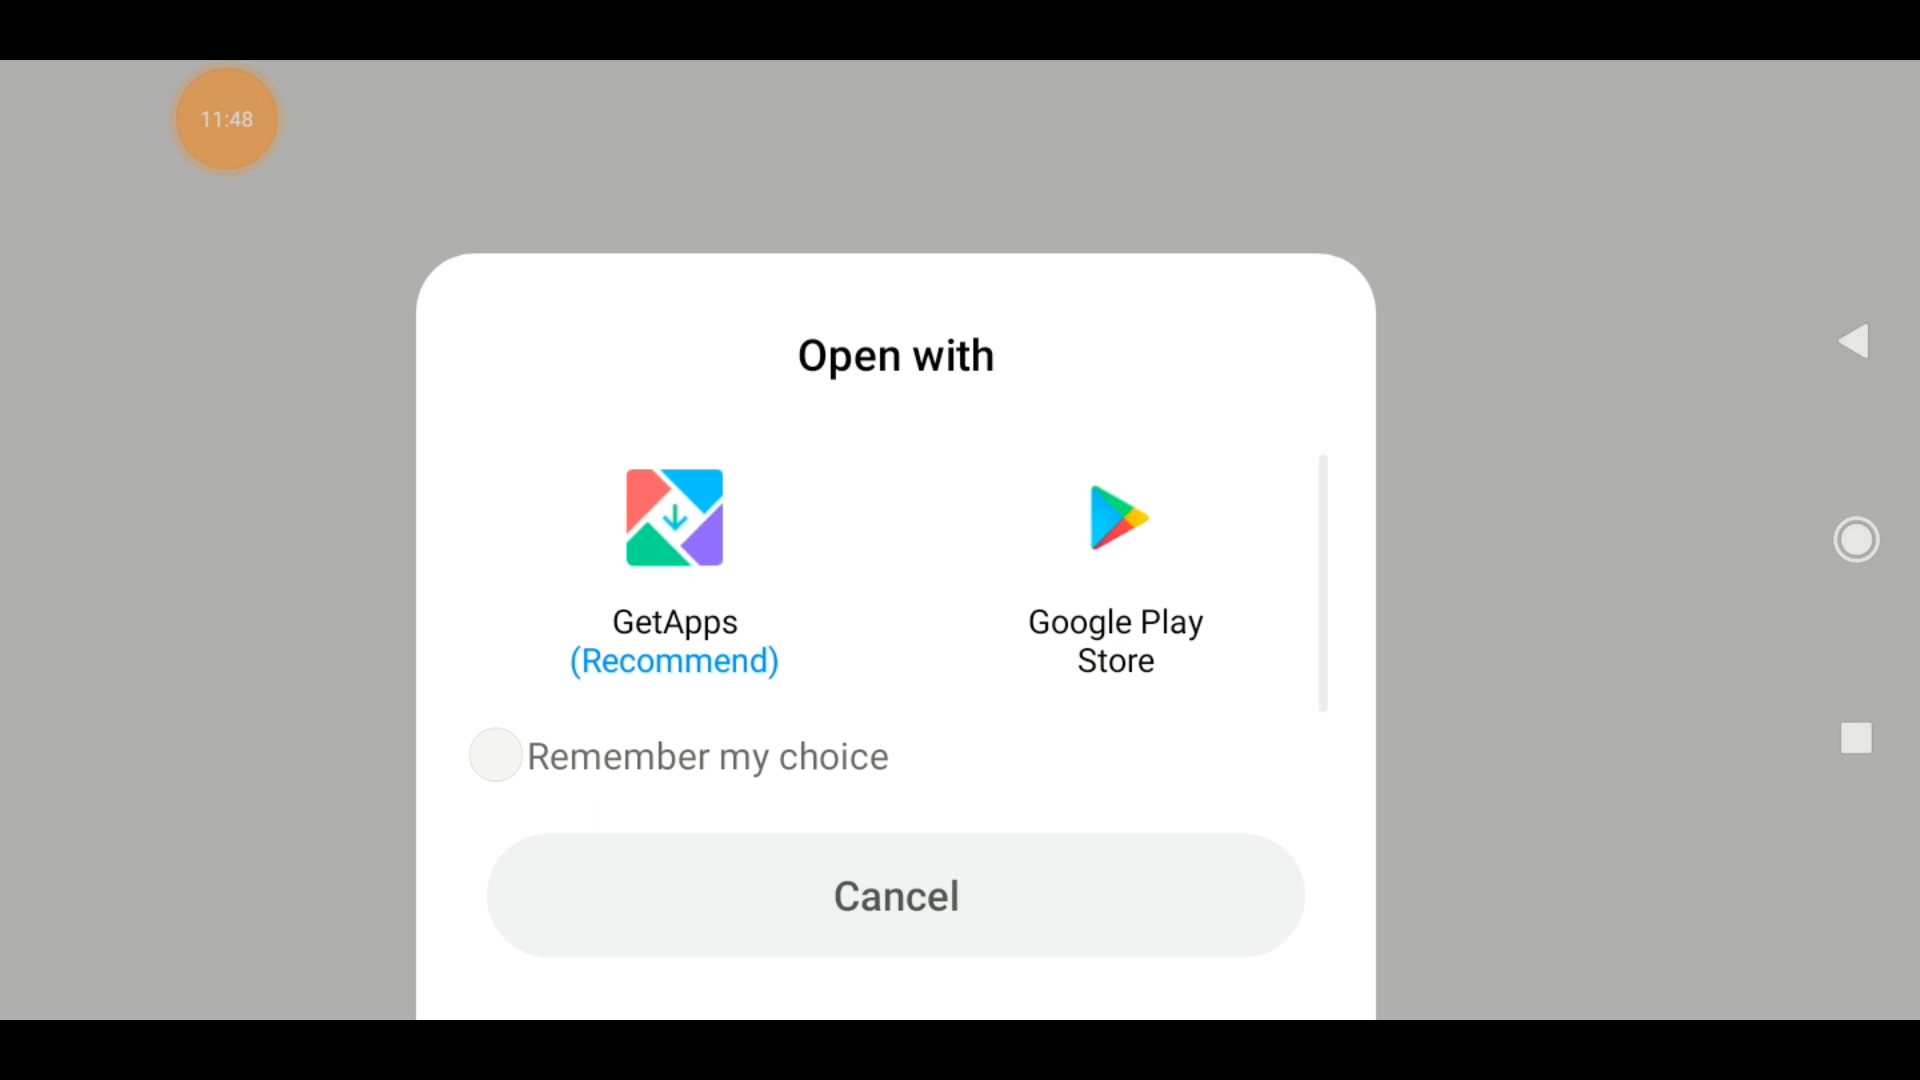 11:48
Open with
GetApps
(Recommend)
Google Play
Store
Remember my choice
Cancel